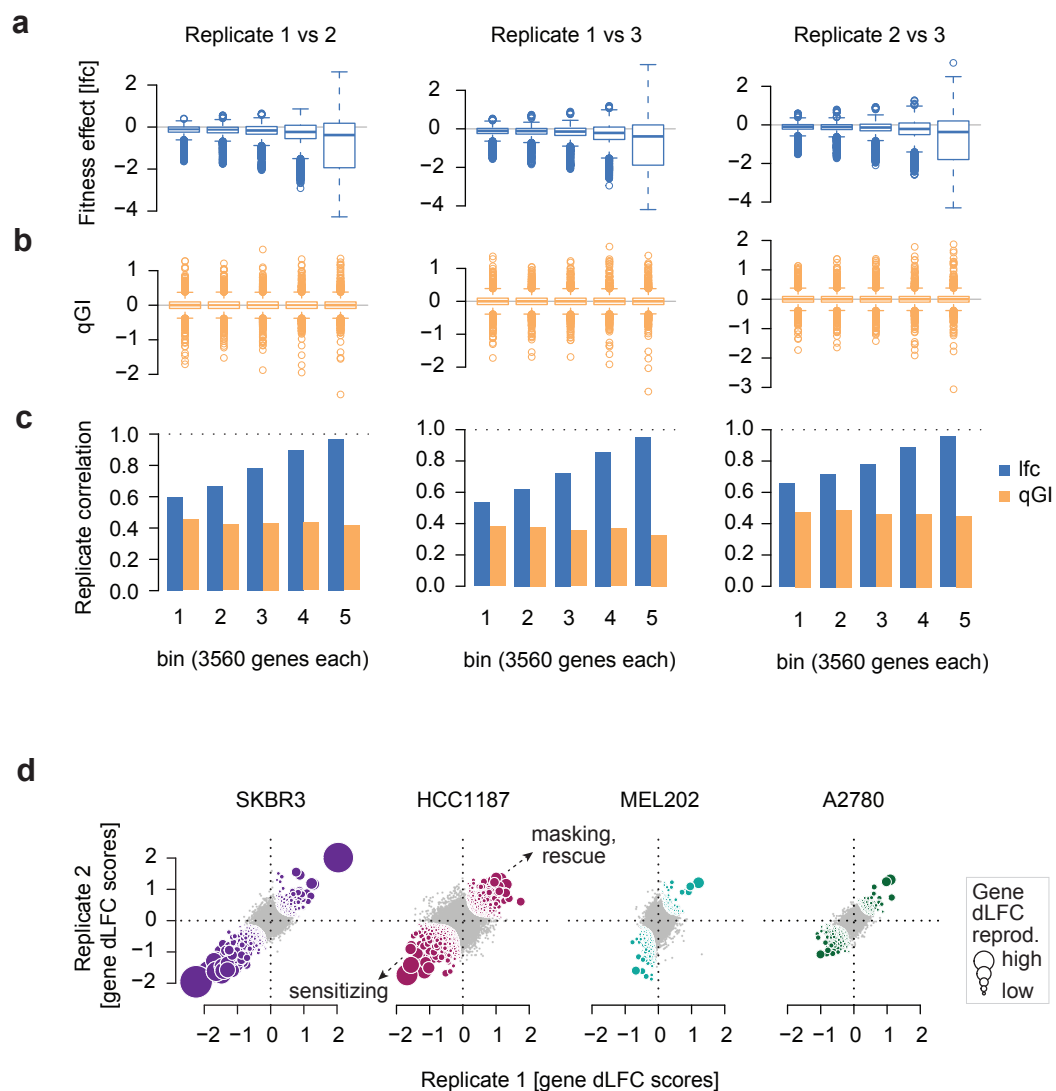 a
Replicate 1 vs 2
Replicate 1 vs 3
Replicate 2 vs 3
Fitness effect [lfc]
2
0
−2
−4
2
0
−2
−4
2
0
−2
−4
b
qGI
1
0
−1
−2
1
0
−1
−2
2
1
0
−1
−2
−3
c
Replicate correlation
1.0
0.8
0.6
0.4
0.2
0.0
1.0
0.8
0.6
0.4
0.2
0.0
1.0
0.8
0.6
0.4
0.2
0.0
lfc
qGI
1 2 3 4 5
1 2 3 4 5
1 2 3 4 5
bin (3560 genes each)
bin (3560 genes each)
bin (3560 genes each)
d
SKBR3
HCC1187
MEL202
A2780
Replicate 2
[gene dLFC scores]
2
1
0
−1
−2
masking,
rescue
sensitizing
Gene
dLFC
reprod.
high
low
−2 −1 0 1 2
−2 −1 0 1 2
−2 −1 0 1 2
−2 −1 0 1 2
Replicate 1 [gene dLFC scores]